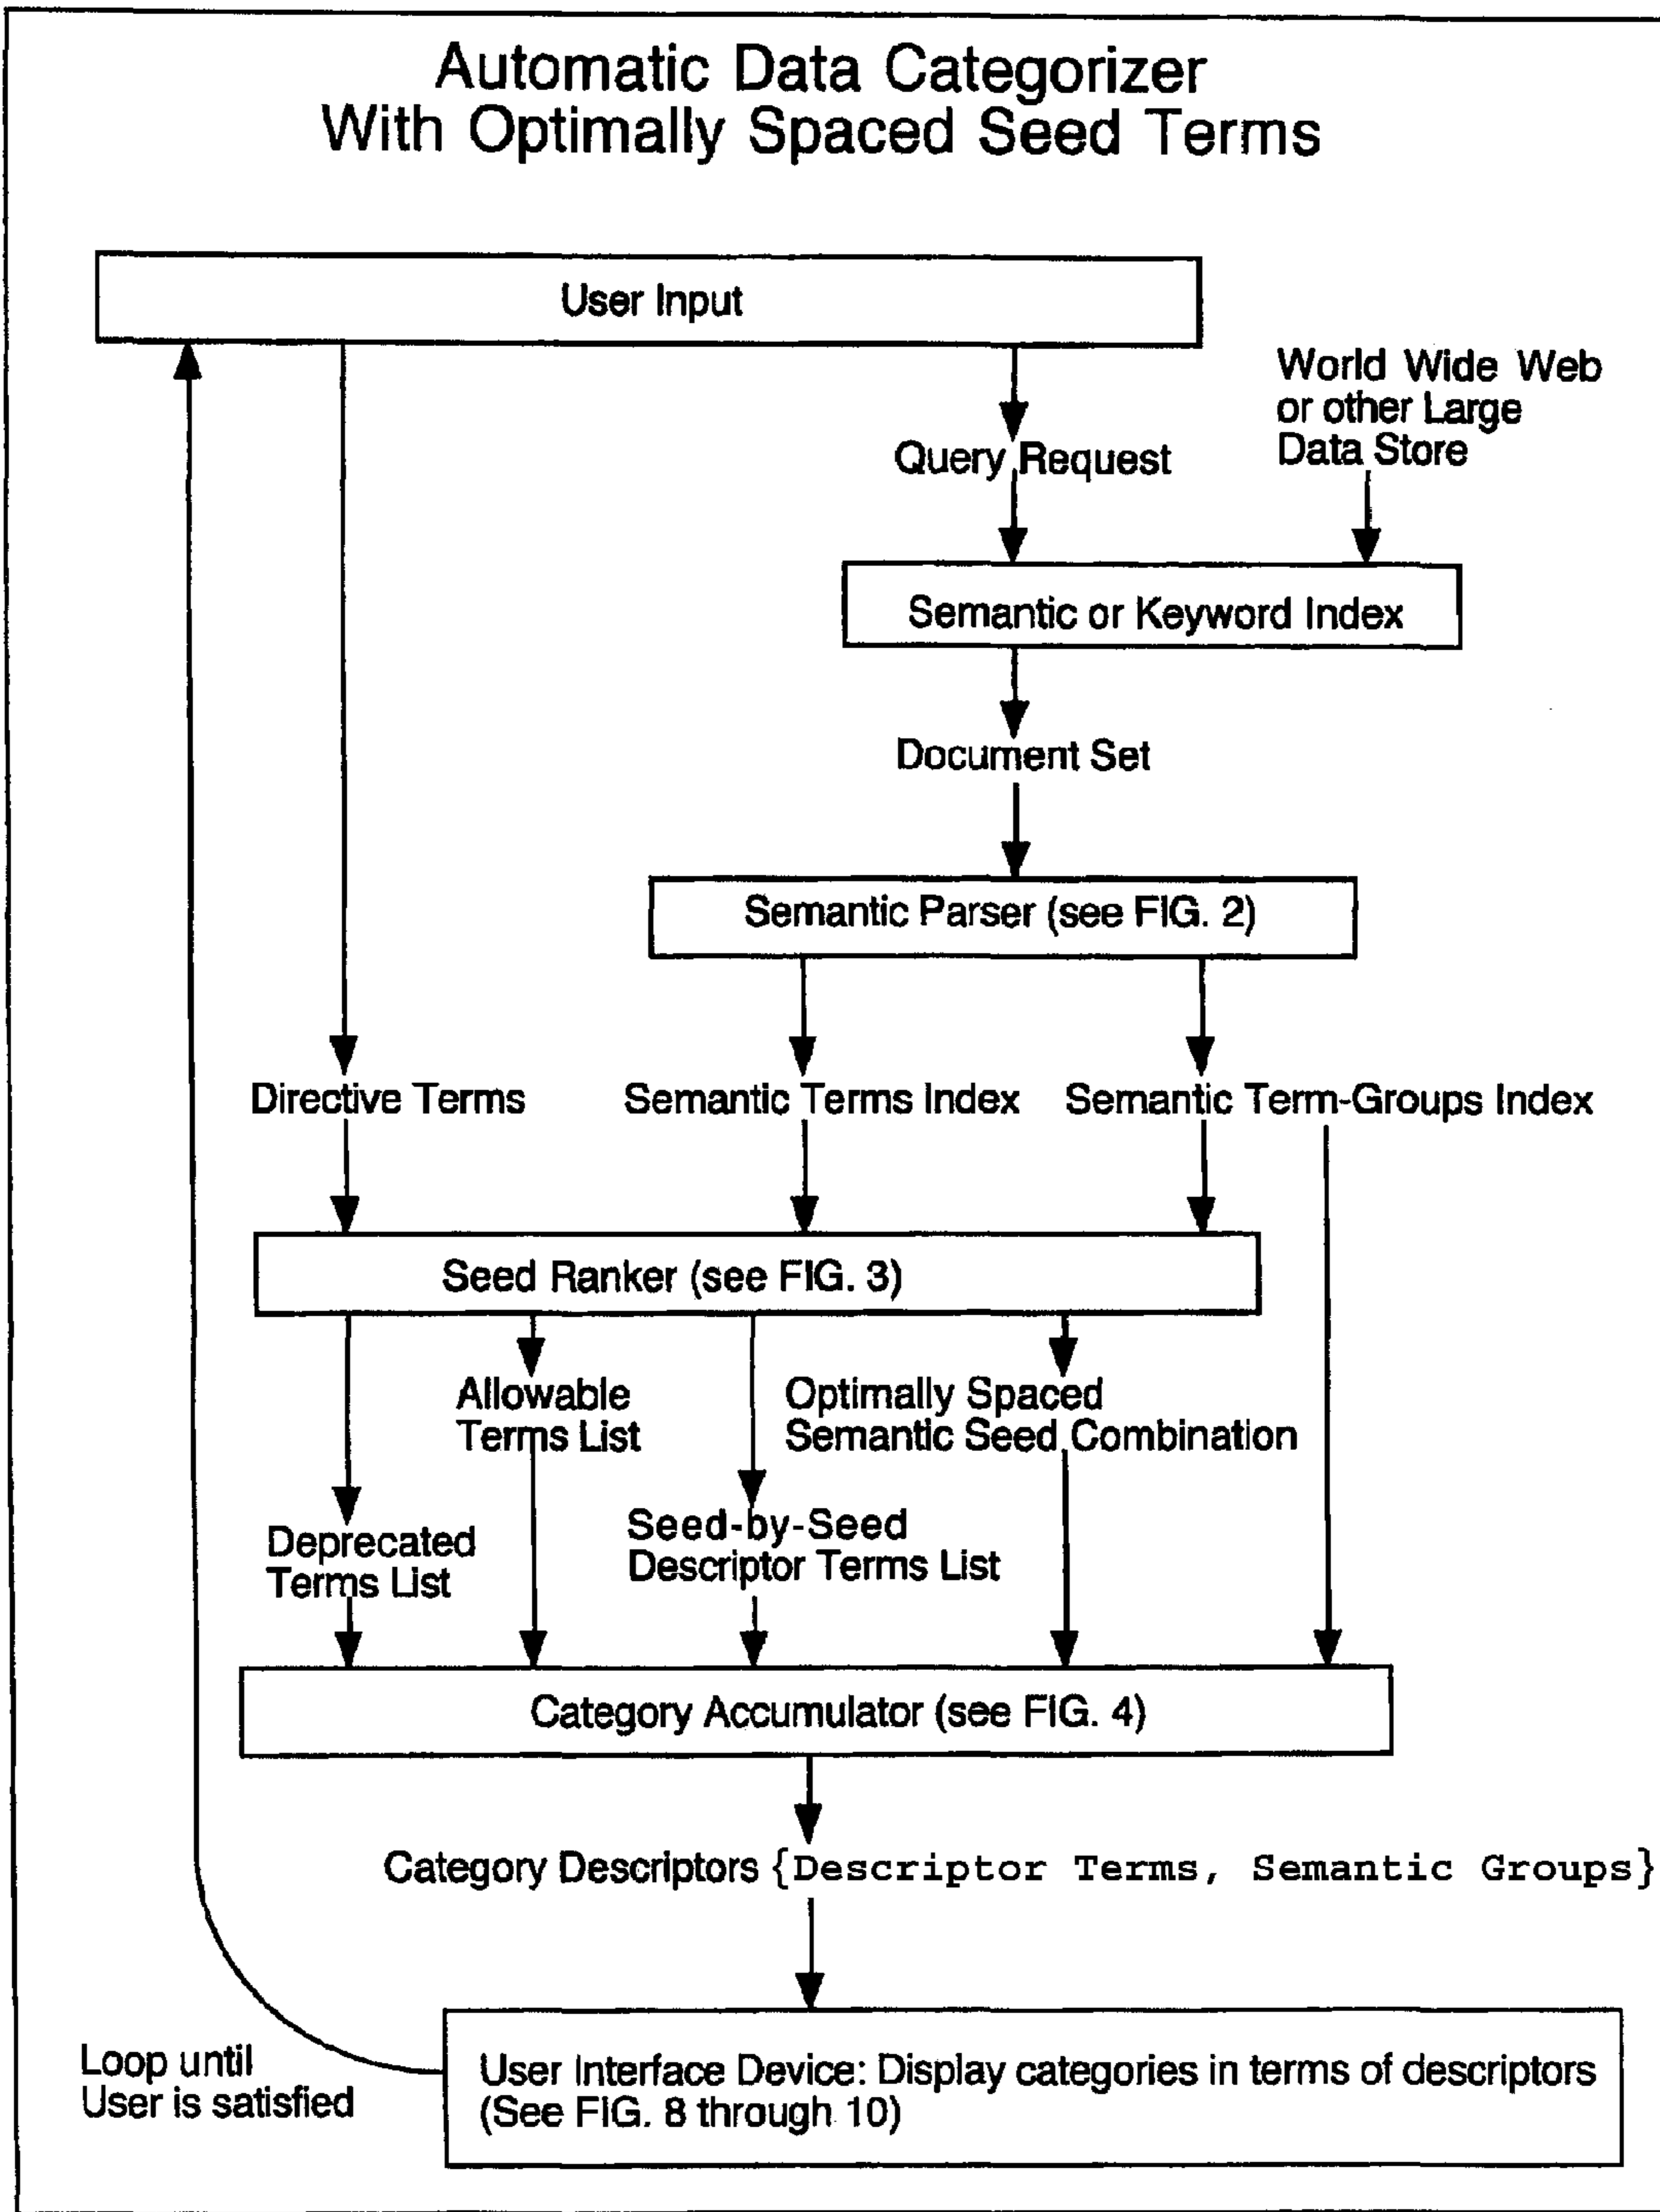 Automatic Data Categorizer
With Optimally Spaced Seed Terms
User Input
World Wide Web
or other Large
Data Store
Query Request
Semantic or Keyword Index
Document Set
Semantic Parser (see FIG. 2)
Directive Terms
Semantic Terms Index
Semantic Term-Groups Index
Seed Ranker (see FIG. 3)
Allowable
Terms List
Optimally Spaced
Semantic Seed Combination
Deprecated
Terms List
Seed-by-Seed
Descriptor Terms List
Category Accumulator (see FIG. 4)
Category Descriptors {Descriptor Terms, Semantic Groups}
Loop until
User is satisfied
User Interface Device: Display categories in terms of descriptors
(See FIG. 8 through 10)